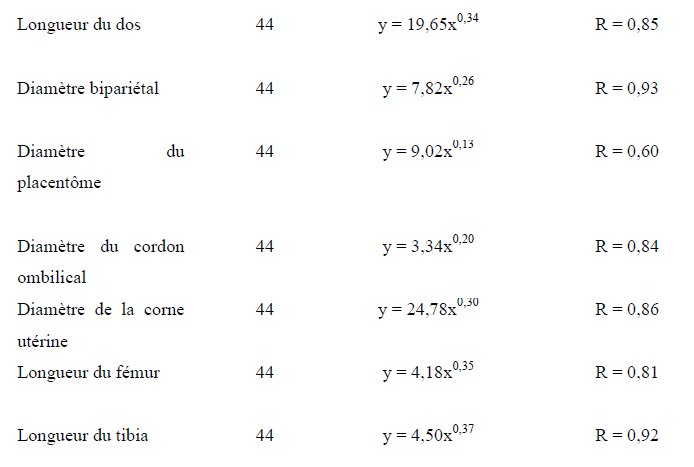 Longueur du dos 44 y = 19,65x^0,34 R = 0,85
Diamètre bipariétal 44 y = 7,82x^0,26 R = 0,93
Diamètre du 44 y = 9,02x^0,13 R = 0,60
placentôme
Diamètre du cordon 44 y = 3,34x^0,20 R = 0,84
ombilical
Diamètre de la corne 44 y = 24,78x^0,30 R = 0,86
utérine
Longueur du fémur 44 y = 4,18x^0,35 R = 0,81
Longueur du tibia 44 y = 4,50x^0,37 R = 0,92